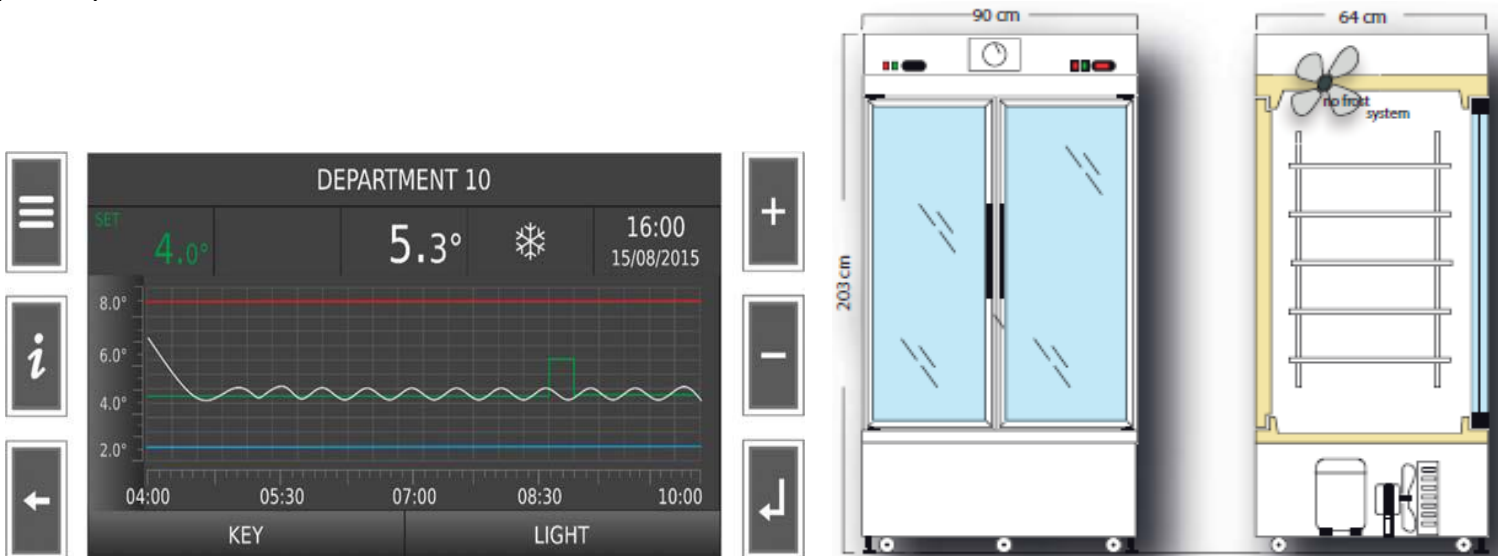 DEPARTMENT 10
SET
4.0°
5.3°
16:00
15/08/2015
8.0°
6.0°
4.0°
2.0°
04:00 05:30 07:00 08:30 10:00
KEY LIGHT
90 cm
203 cm
64 cm
no frost
system